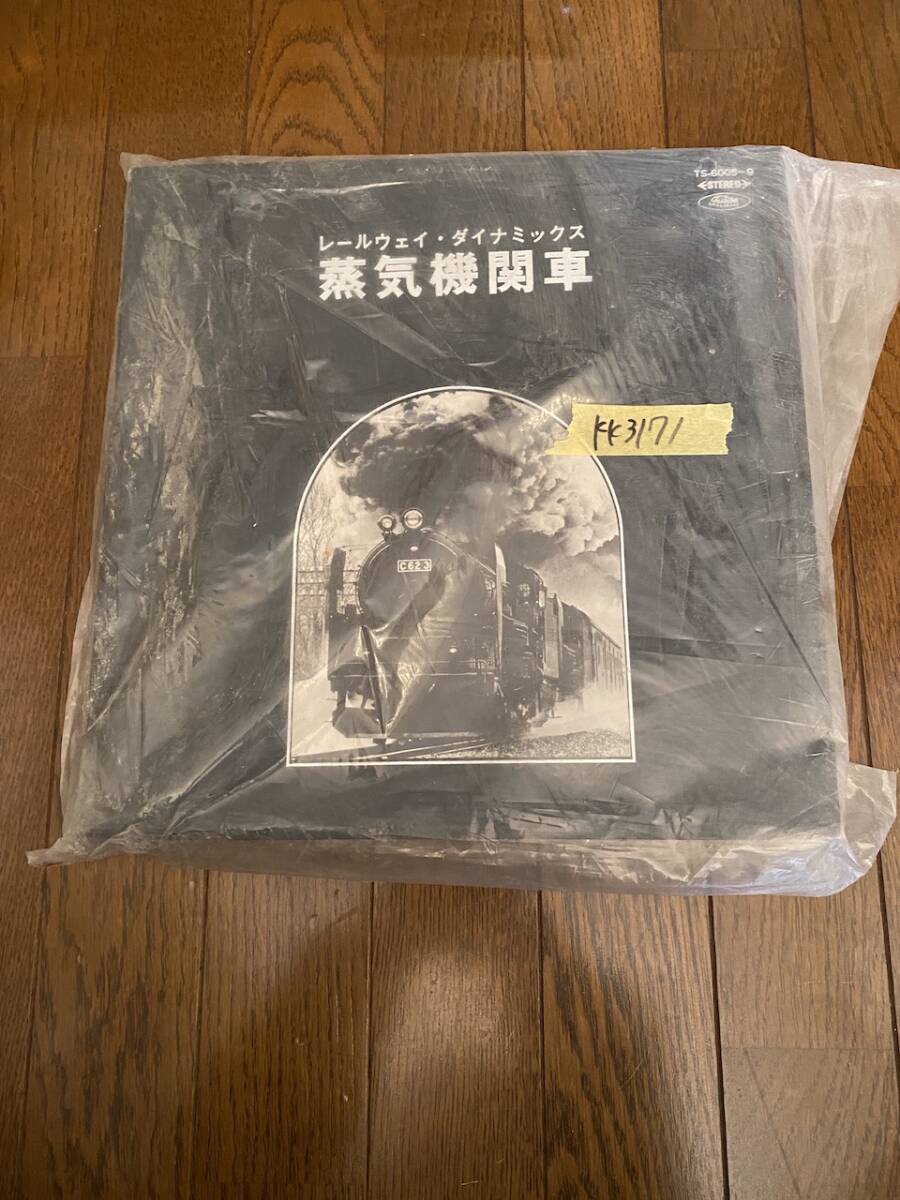 TS-6008~9
STEREO
レールウェイ・ダイナミックス
蒸気機関車
KK3171
C62 3